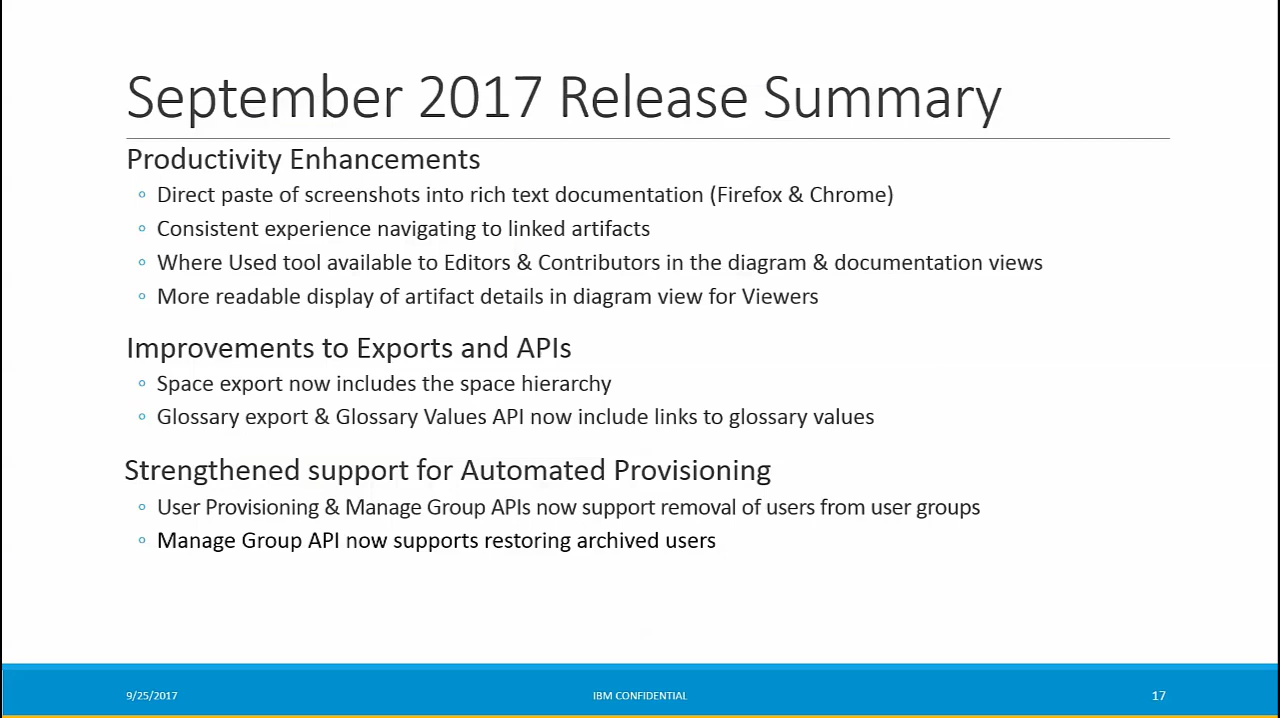 September 2017 Release Summary
Productivity Enhancements
◦ Direct paste of screenshots into rich text documentation (Firefox & Chrome)
◦ Consistent experience navigating to linked artifacts
◦ Where Used tool available to Editors & Contributors in the diagram & documentation views
◦ More readable display of artifact details in diagram view for Viewers
Improvements to Exports and APIs
◦ Space export now includes the space hierarchy
◦ Glossary export & Glossary Values API now include links to glossary values
Strengthened support for Automated Provisioning
◦ User Provisioning & Manage Group APIs now support removal of users from user groups
◦ Manage Group API now supports restoring archived users
9/25/2017 IBM CONFIDENTIAL 17